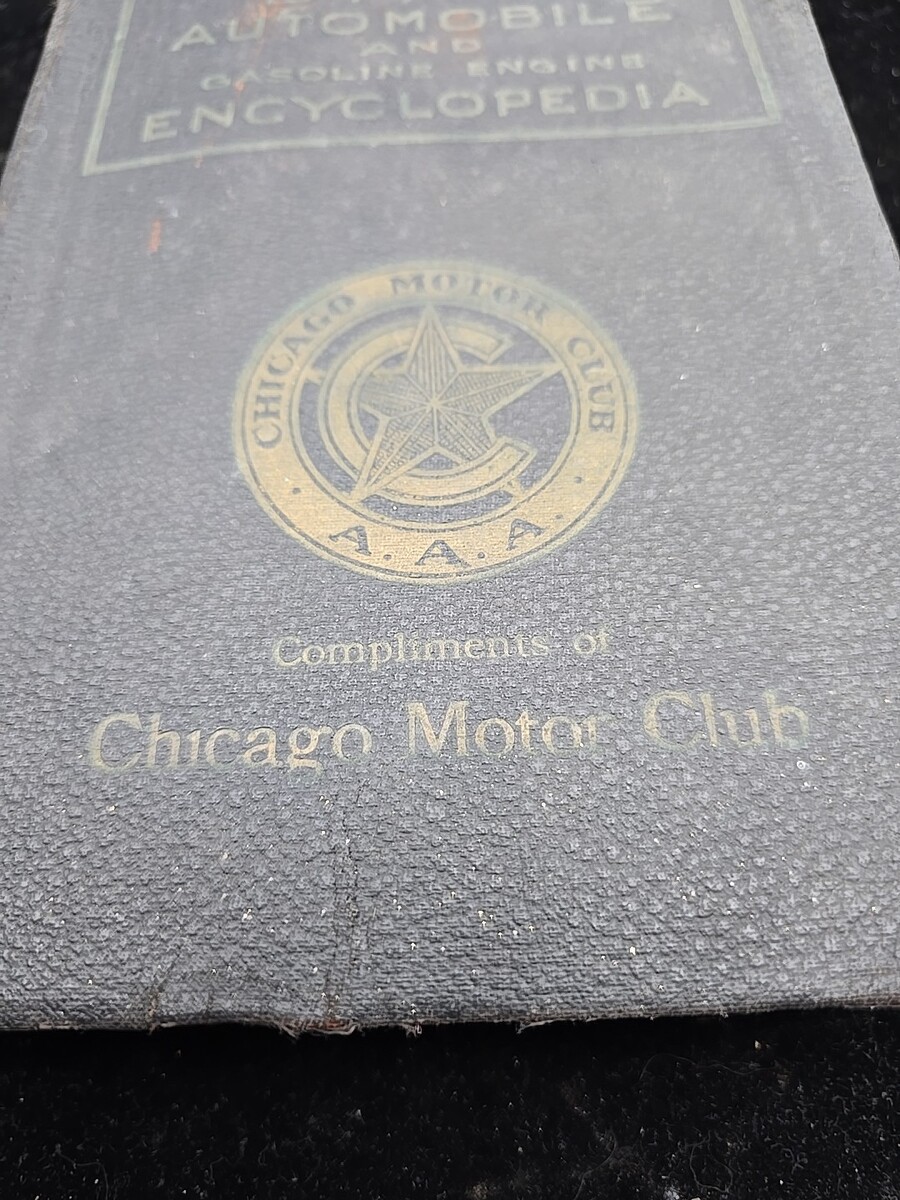 AUTOMOBILE
AND
GASOLINE ENGINE
ENCYCLOPEDIA
CHICAGO MOTOR CLUB
A.A.A.
Compliments of
Chicago Motor Club